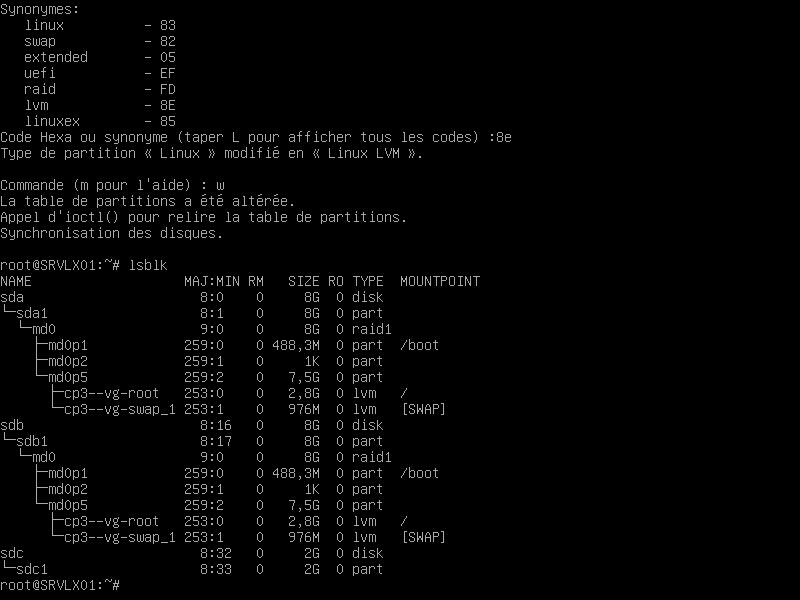 Synonymes:
   linux          - 83
   swap           - 82
   extended       - 05
   uefi           - EF
   raid           - FD
   lvm            - 8E
   linuxex        - 85
Code Hexa ou synonyme (taper L pour afficher tous les codes) :8e
Type de partition « Linux » modifié en « Linux LVM ».

Commande (m pour l'aide) : w
La table de partitions a été altérée.
Appel d'ioctl() pour relire la table de partitions.
Synchronisation des disques.

root@SRVLX01:~# lsblk
NAME                   MAJ:MIN RM   SIZE RO TYPE  MOUNTPOINT
sda                      8:0    0     8G  0 disk
└─sda1                   8:1    0     8G  0 part
  └─md0                  9:0    0     8G  0 raid1
    ├─md0p1            259:0    0 488,3M  0 part  /boot
    ├─md0p2            259:1    0     1K  0 part
    └─md0p5            259:2    0   7,5G  0 part
      ├─cp3--vg-root   253:0    0   2,8G  0 lvm   /
      └─cp3--vg-swap_1 253:1    0   976M  0 lvm   [SWAP]
sdb                      8:16   0     8G  0 disk
└─sdb1                   8:17   0     8G  0 part
  └─md0                  9:0    0     8G  0 raid1
    ├─md0p1            259:0    0 488,3M  0 part  /boot
    ├─md0p2            259:1    0     1K  0 part
    └─md0p5            259:2    0   7,5G  0 part
      ├─cp3--vg-root   253:0    0   2,8G  0 lvm   /
      └─cp3--vg-swap_1 253:1    0   976M  0 lvm   [SWAP]
sdc                      8:32   0     2G  0 disk
└─sdc1                   8:33   0     2G  0 part
root@SRVLX01:~#